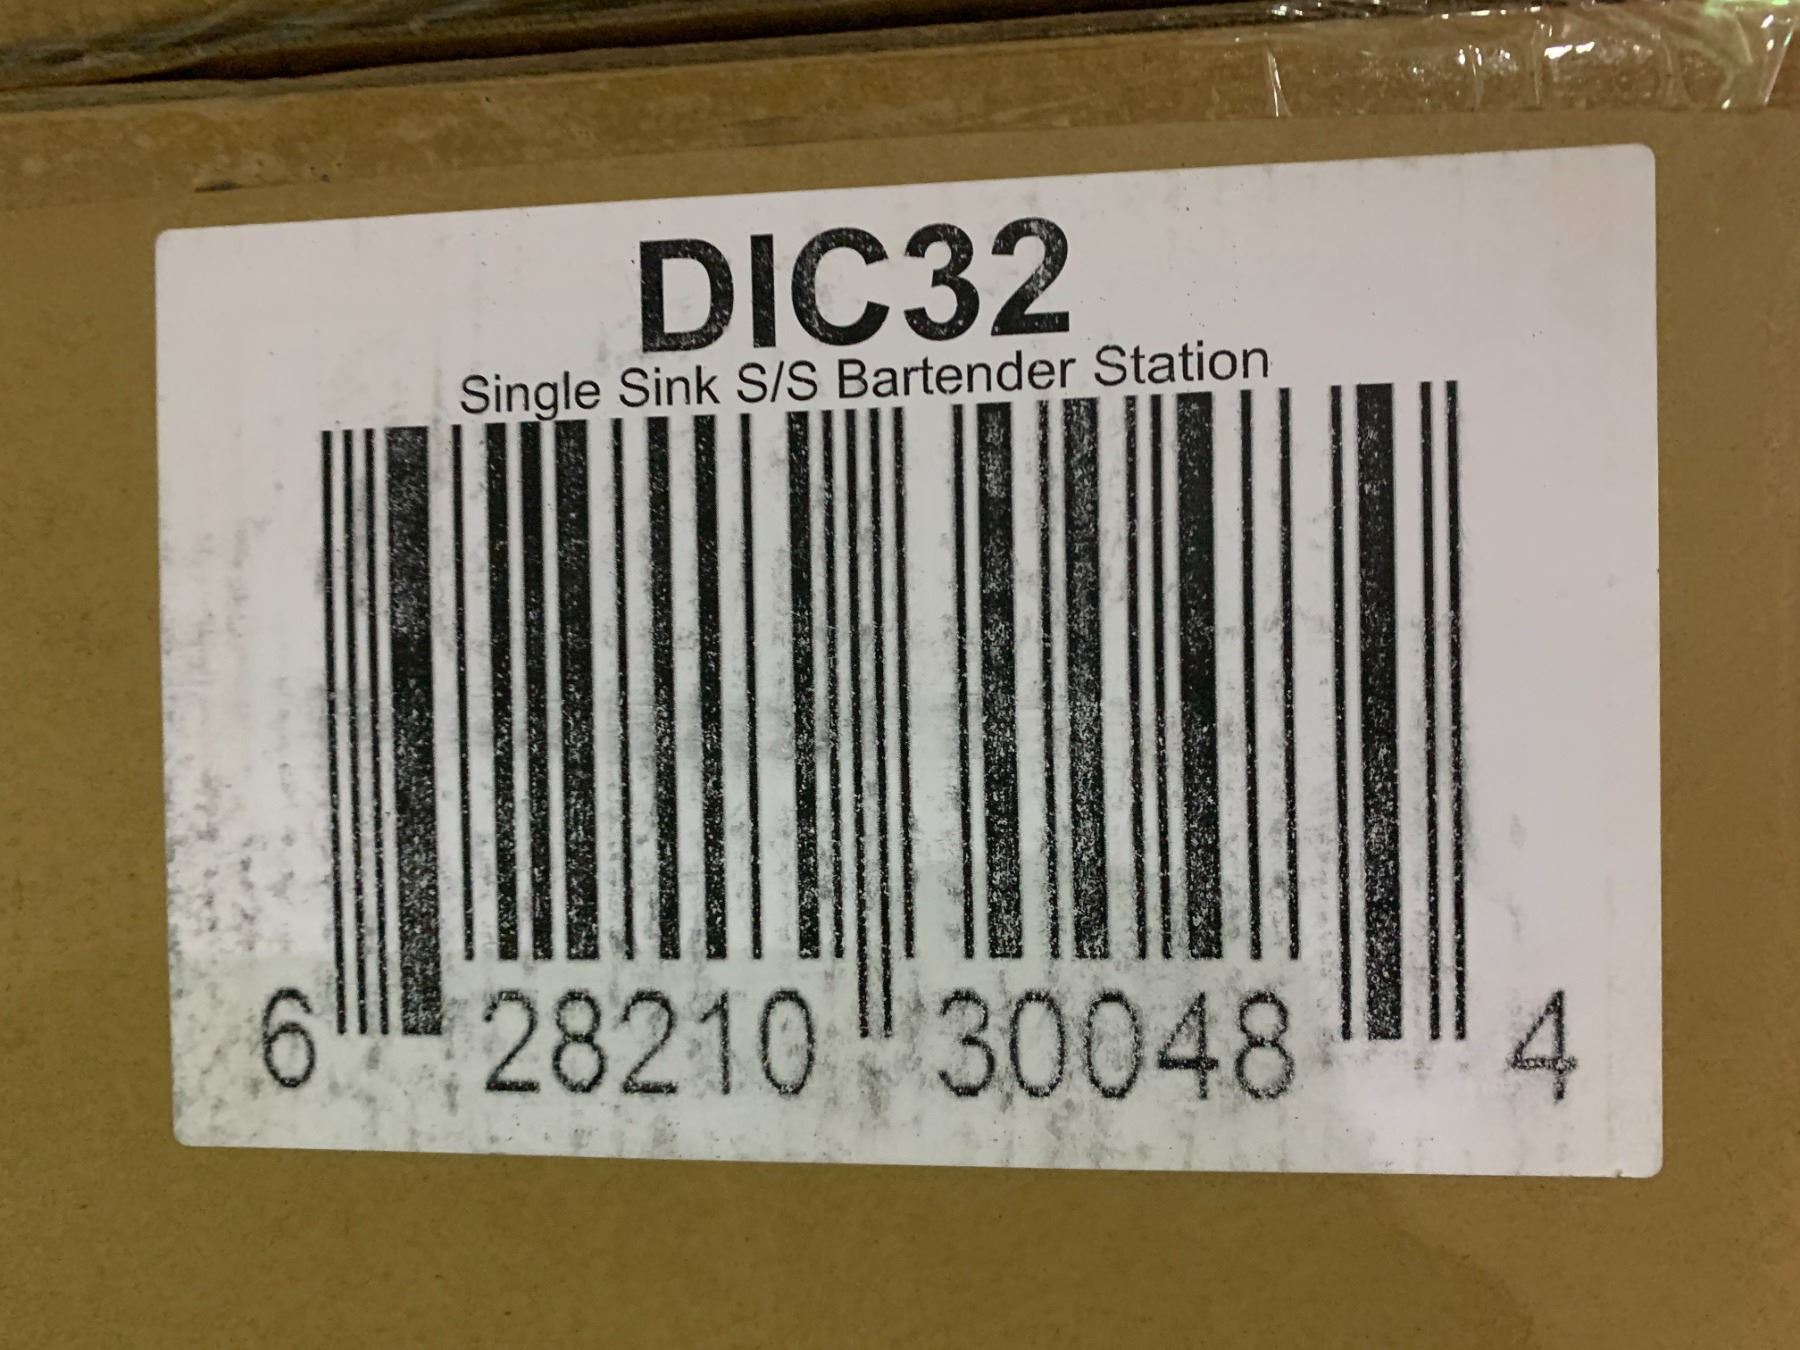 DIC32
Single Sink S/S Bartender Station
6 28210 30048 4